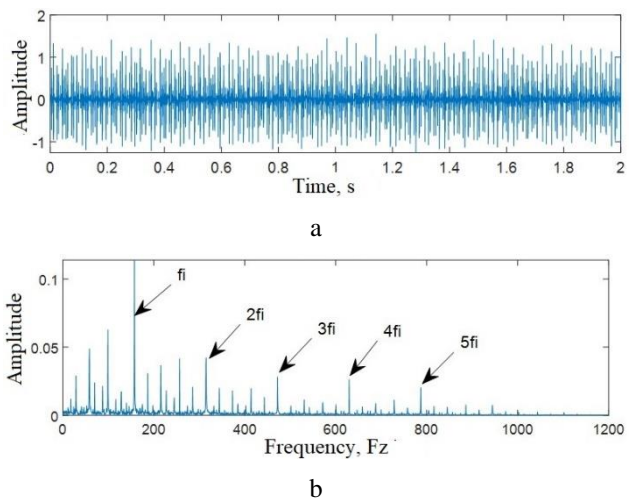 2
1
0
-1
Amplitude
0 0.2 0.4 0.6 0.8 1 1.2 1.4 1.6 1.8 2
Time, s
a
0.1
0.05
0
Amplitude
fi
2fi
3fi
4fi
5fi
0 200 400 600 800 1000 1200
Frequency, Fz
b